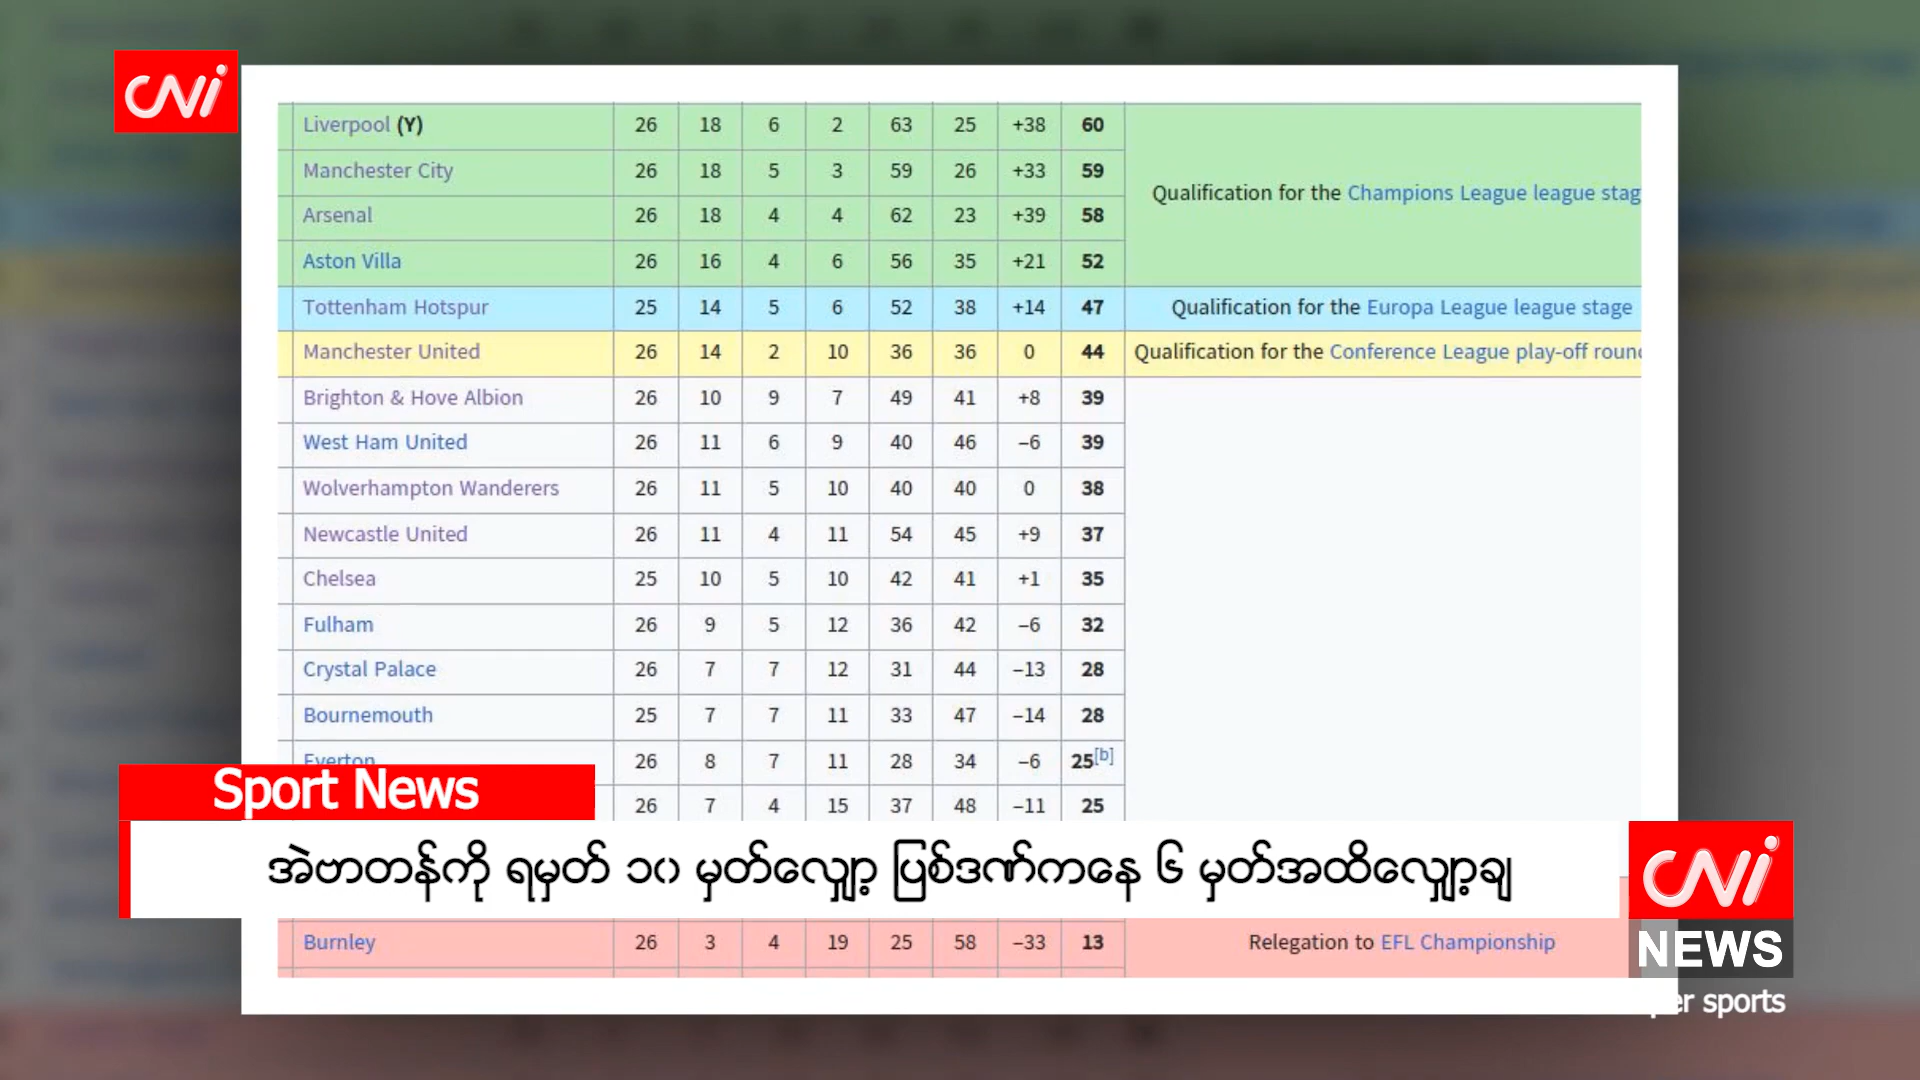 CNi
Liverpool (Y) 26 18 6 2 63 25 +38 60
Manchester City 26 18 5 3 59 26 +33 59
Qualification for the Champions League league stag
Arsenal 26 18 4 4 62 23 +39 58
Aston Villa 26 16 4 6 56 35 +21 52
Tottenham Hotspur 25 14 5 6 52 38 +14 47 Qualification for the Europa League league stage
Manchester United 26 14 2 10 36 36 0 44 Qualification for the Conference League play-off roun
Brighton & Hove Albion 26 10 9 7 49 41 +8 39
West Ham United 26 11 6 9 40 46 –6 39
Wolverhampton Wanderers 26 11 5 10 40 40 0 38
Newcastle United 26 11 4 11 54 45 +9 37
Chelsea 25 10 5 10 42 41 +1 35
Fulham 26 9 5 12 36 42 –6 32
Crystal Palace 26 7 7 12 31 44 –13 28
Bournemouth 25 7 7 11 33 47 –14 28
Everton 26 8 7 11 28 34 –6 25[b]
26 7 4 15 37 48 –11 25
Sport News
အဲဗာတန်ကို ရမှတ် ၁၀ မှတ်လျှော့ ပြစ်ဒဏ်ကနေ ၆ မှတ်အထိလျှော့ချ
CNi
NEWS
Burnley 26 3 4 19 25 58 –33 13 Relegation to EFL Championship
sports